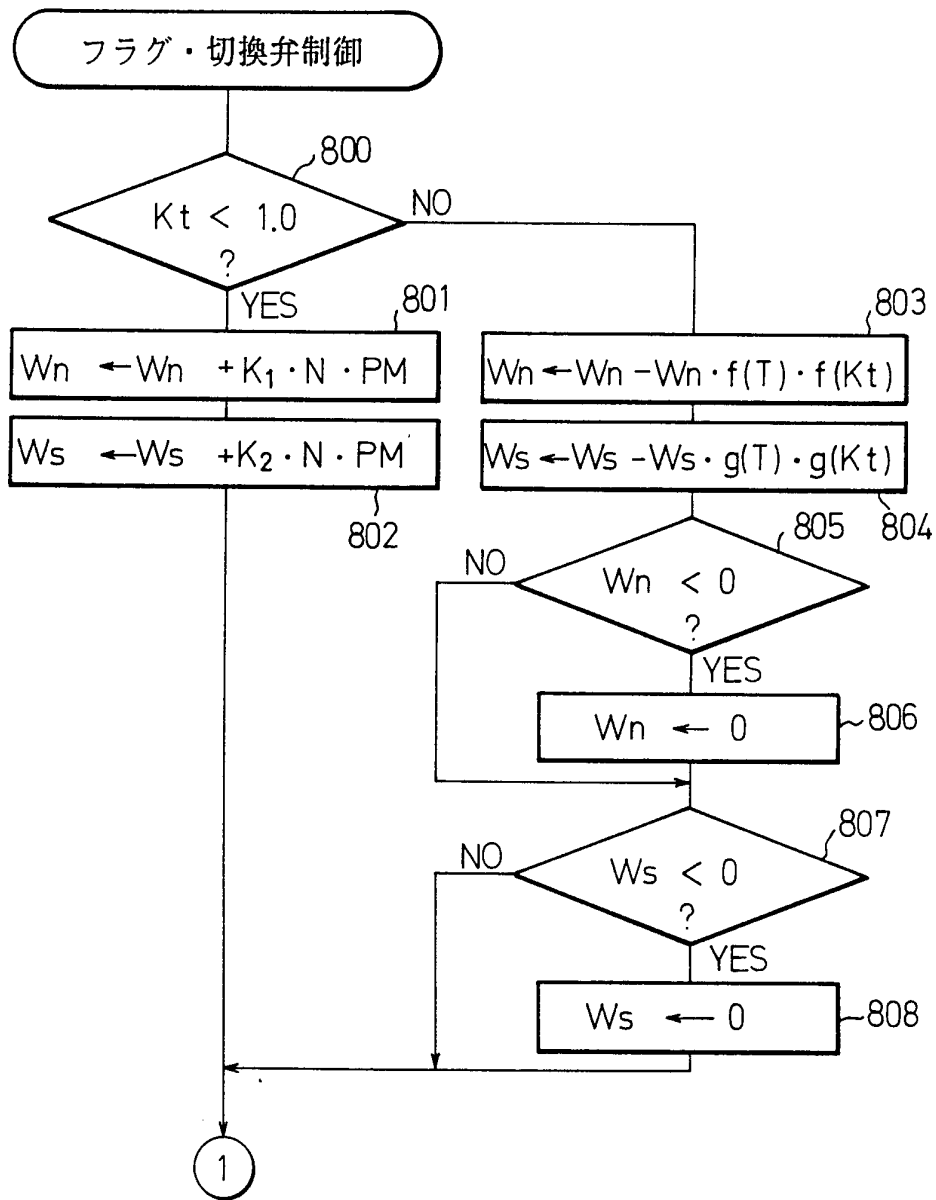 フラグ・切換弁制御
800
Kt < 1.0
?
NO
YES
801
Wn ←Wn +K₁・N・PM
Ws ←Ws +K₂・N・PM
802
803
Wn←Wn−Wn・f(T)・f(Kt)
Ws←Ws−Ws・g(T)・g(Kt)
804
805
Wn < 0
?
NO
YES
Wn ← 0
806
807
Ws < 0
?
NO
YES
Ws ← 0
808
1